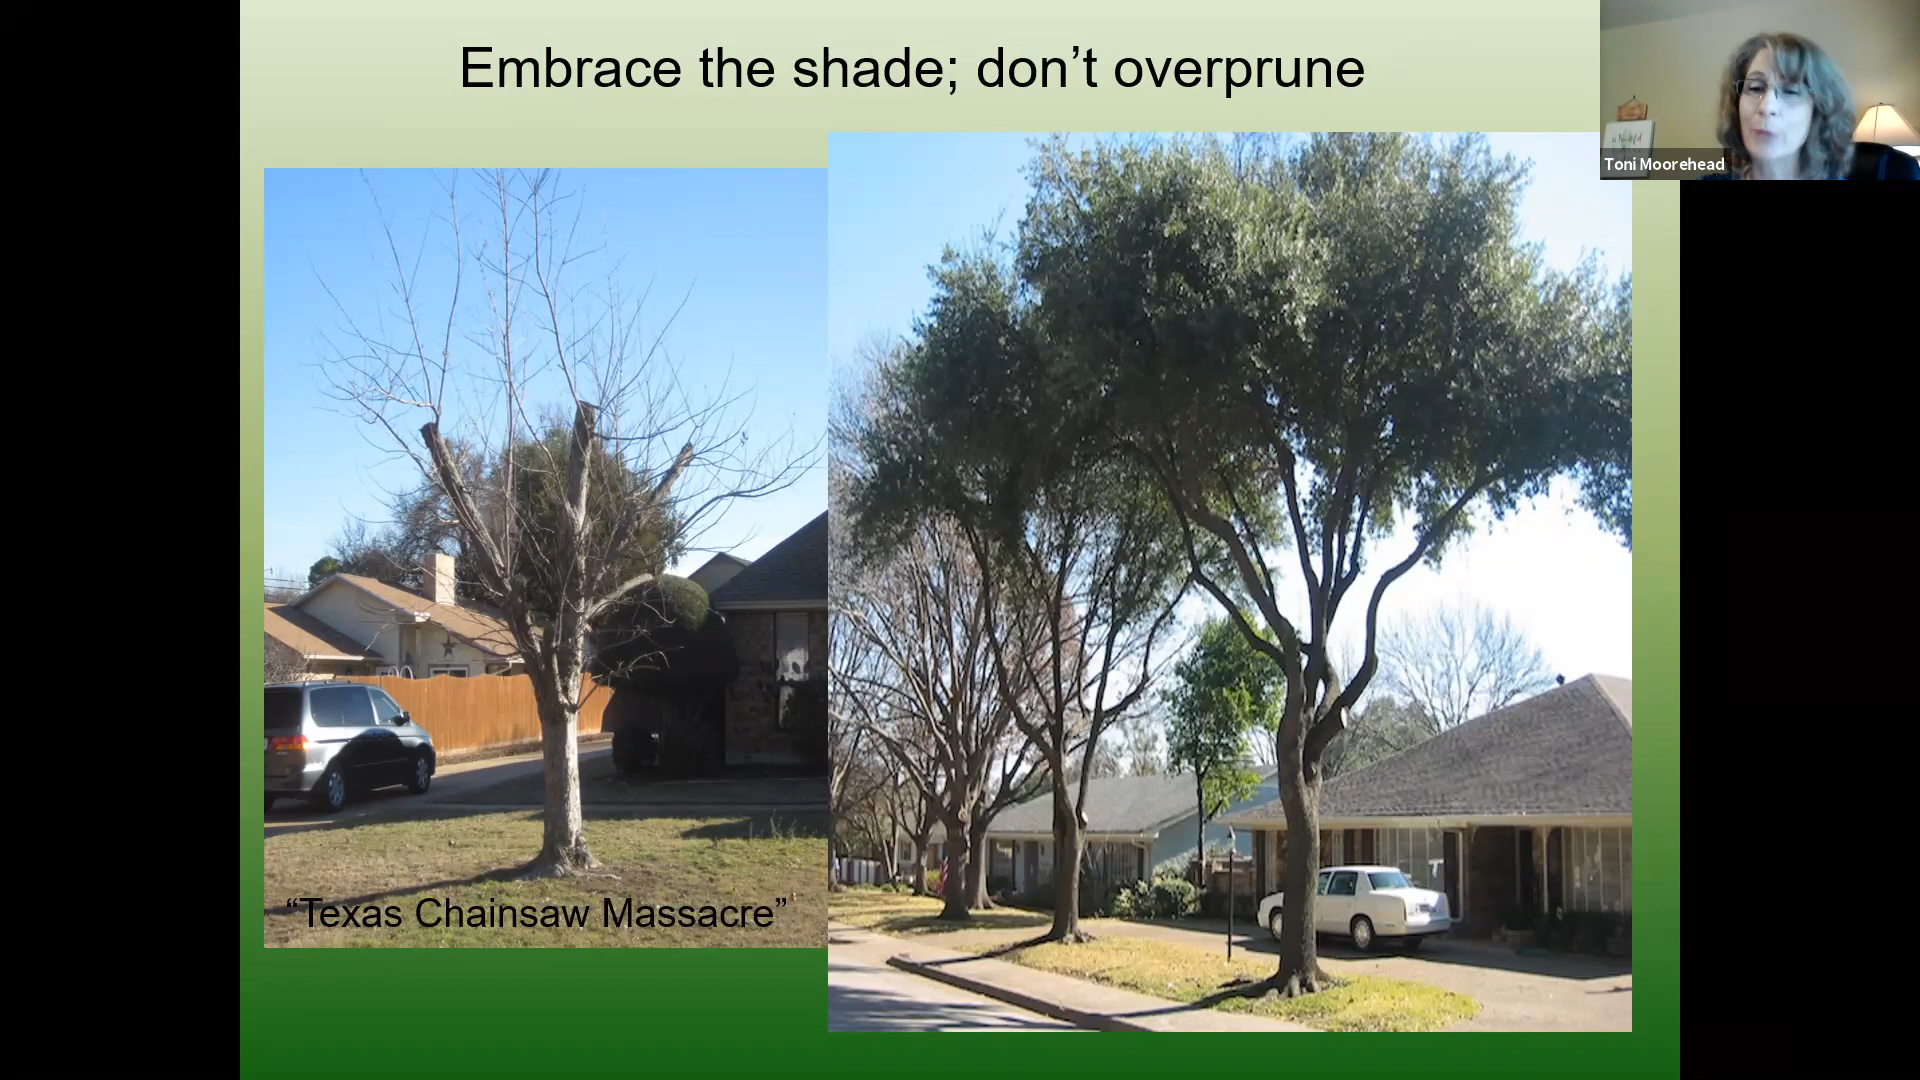 Embrace the shade; don’t overprune
Toni Moorehead
“Texas Chainsaw Massacre”